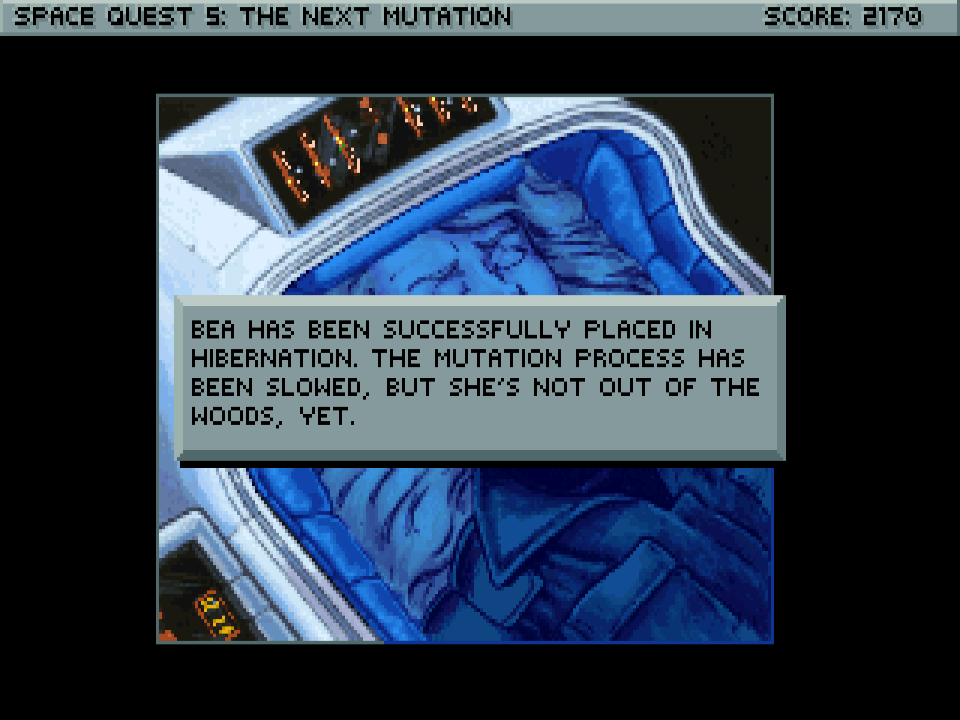 SPACE QUEST 5: THE NEXT MUTATION SCORE: 2170
BEA HAS BEEN SUCCESSFULLY PLACED IN
HIBERNATION. THE MUTATION PROCESS HAS
BEEN SLOWED, BUT SHE'S NOT OUT OF THE
WOODS, YET.